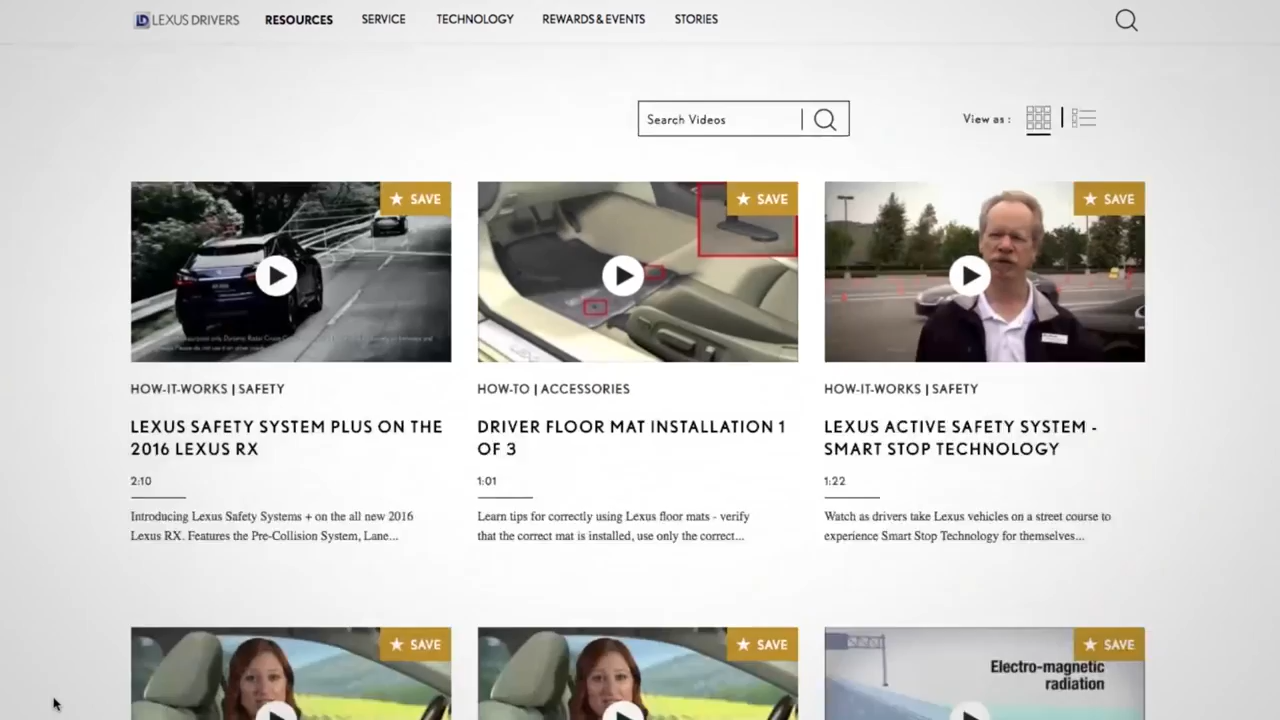 LEXUS DRIVERS
RESOURCES
SERVICE
TECHNOLOGY
REWARDS & EVENTS
STORIES
Search Videos
View as :
SAVE
SAVE
SAVE
HOW-IT-WORKS | SAFETY
LEXUS SAFETY SYSTEM PLUS ON THE
2016 LEXUS RX
2:10
Introducing Lexus Safety Systems + on the all new 2016
Lexus RX. Features the Pre-Collision System, Lane...
HOW-TO | ACCESSORIES
DRIVER FLOOR MAT INSTALLATION 1
OF 3
1:01
Learn tips for correctly using Lexus floor mats - verify
that the correct mat is installed, use only the correct...
HOW-IT-WORKS | SAFETY
LEXUS ACTIVE SAFETY SYSTEM -
SMART STOP TECHNOLOGY
1:22
Watch as drivers take Lexus vehicles on a street course to
experience Smart Stop Technology for themselves...
SAVE
SAVE
SAVE
Electro-magnetic
radiation